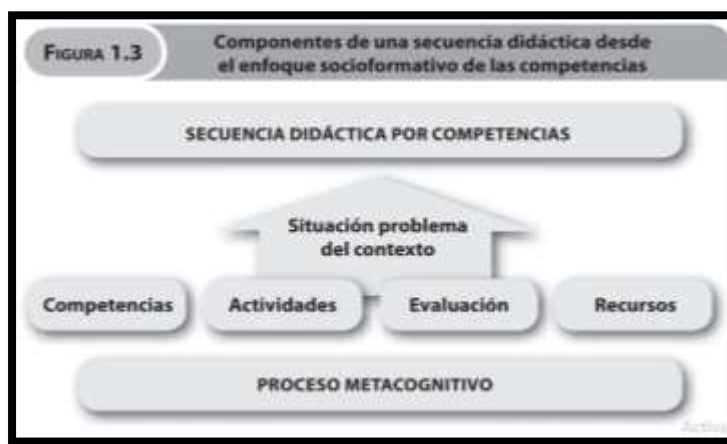 FIGURA 1.3
Componentes de una secuencia didáctica desde
el enfoque socioformativo de las competencias
SECUENCIA DIDÁCTICA POR COMPETENCIAS
Situación problema
del contexto
Competencias
Actividades
Evaluación
Recursos
PROCESO METACOGNITIVO
Activa